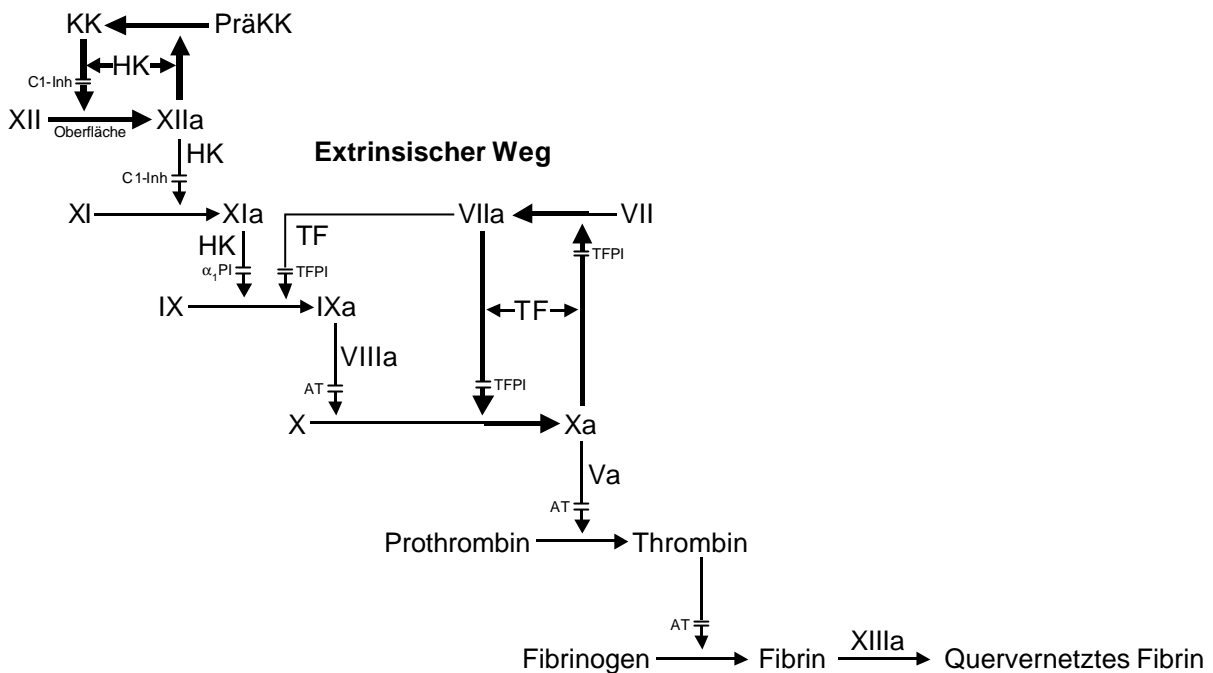 KK PräKK
HK
C1-Inh
XII XIIa
Oberfläche
HK
Extrinsischer Weg
C1-Inh
XI XIa VIIa VII
HK TF TFPI
α₁PI TFPI
IX IXa TF
VIIIa
AT TFPI
X Xa
Va
AT
Prothrombin Thrombin
AT
XIIIa
Fibrinogen Fibrin Quervernetztes Fibrin